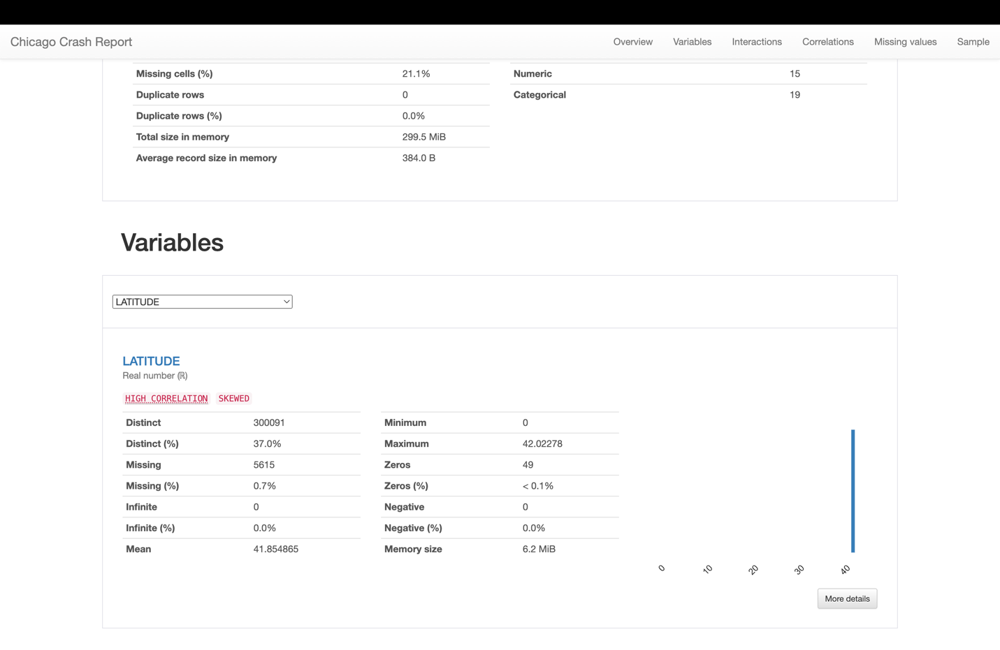 Chicago Crash Report
Overview Variables Interactions Correlations Missing values Sample
Missing cells (%) 21.1%
Duplicate rows 0
Duplicate rows (%) 0.0%
Total size in memory 299.5 MiB
Average record size in memory 384.0 B
Numeric 15
Categorical 19
Variables
LATITUDE
LATITUDE
Real number (ℝ)
HIGH CORRELATION SKEWED
Distinct 300091
Distinct (%) 37.0%
Missing 5615
Missing (%) 0.7%
Infinite 0
Infinite (%) 0.0%
Mean 41.854865
Minimum 0
Maximum 42.02278
Zeros 49
Zeros (%) < 0.1%
Negative 0
Negative (%) 0.0%
Memory size 6.2 MiB
0 10 20 30 40
More details